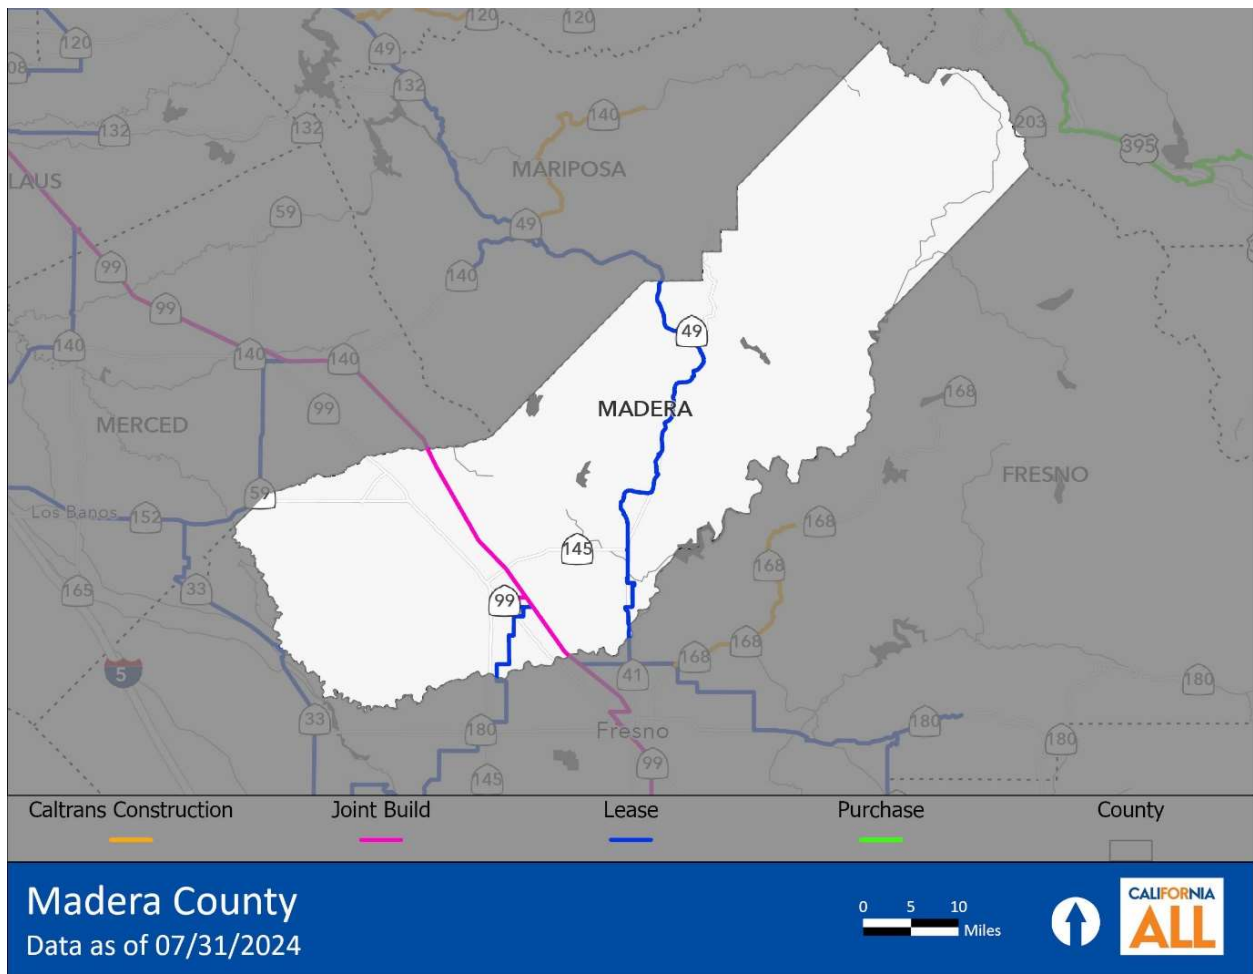 120
120
49
120
08
132
132
132
140
203
395
MARIPOSA
LAUS
59
49
99
140
99
49
140
140
140
168
99
MADERA
MERCED
FRESNO
59
Los Banos
152
168
145
168
165
33
99
168
168
5
41
180
33
180
Fresno
180
180
99
145
Caltrans Construction
Joint Build
Lease
Purchase
County
Madera County
Data as of 07/31/2024
0 5 10
Miles
CALIFORNIA
ALL